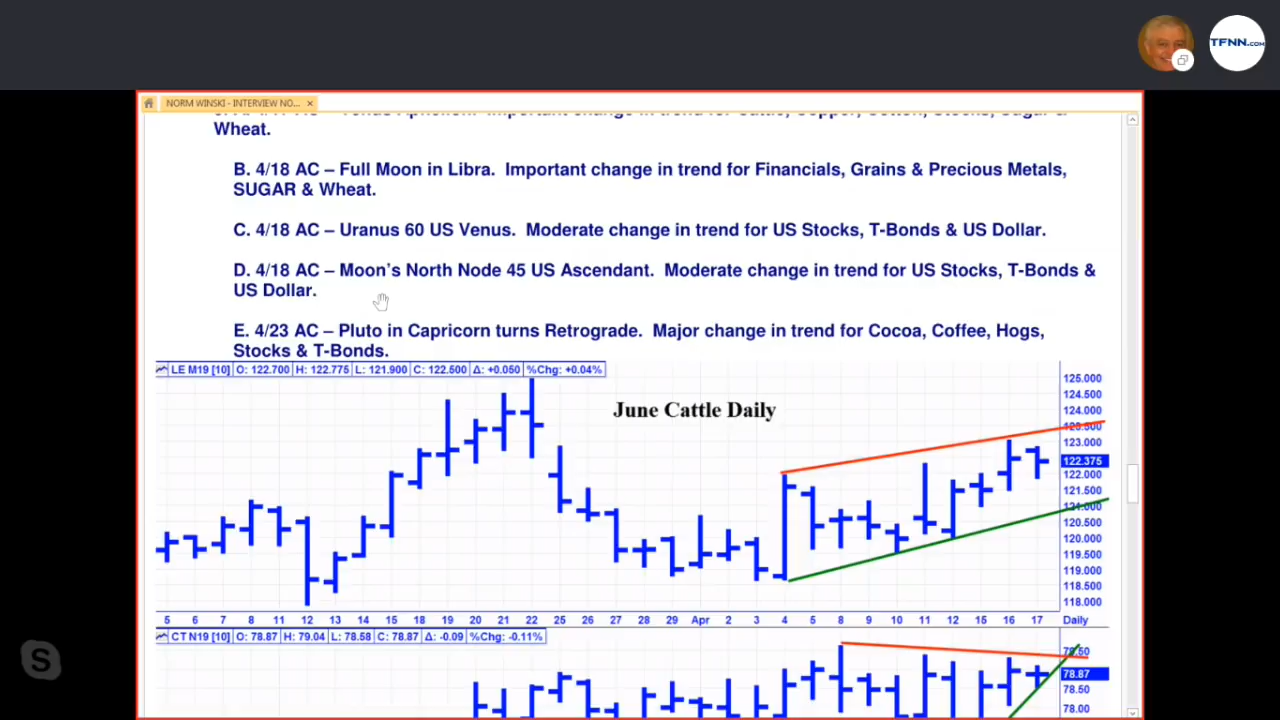 TFNN.COM
NORM WINSKI - INTERVIEW NO...
Wheat.
B. 4/18 AC – Full Moon in Libra. Important change in trend for Financials, Grains & Precious Metals,
SUGAR & Wheat.
C. 4/18 AC – Uranus 60 US Venus. Moderate change in trend for US Stocks, T-Bonds & US Dollar.
D. 4/18 AC – Moon's North Node 45 US Ascendant. Moderate change in trend for US Stocks, T-Bonds &
US Dollar.
E. 4/23 AC – Pluto in Capricorn turns Retrograde. Major change in trend for Cocoa, Coffee, Hogs,
Stocks & T-Bonds.
LE M19 [10] O: 122.700 H: 122.775 L: 121.900 C: 122.500 Δ: +0.050 %Chg: +0.04%
June Cattle Daily
125.000
124.500
124.000
123.500
123.000
122.375
122.000
121.500
121.000
120.500
120.000
119.500
119.000
118.500
118.000
5 6 7 8 11 12 13 14 15 18 19 20 21 22 25 26 27 28 29 Apr 2 3 4 5 8 9 10 11 12 15 16 17 Daily
CT N19 [10] O: 78.87 H: 79.04 L: 78.58 C: 78.87 Δ: -0.09 %Chg: -0.11%
78.87
78.50
78.00
S